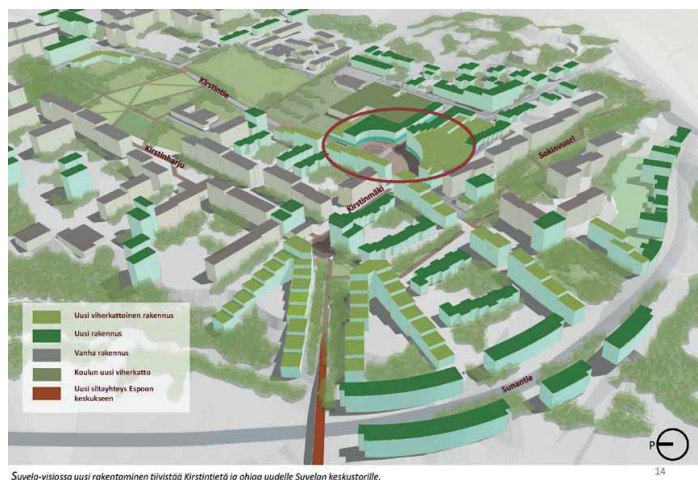 Kirstintie
Kirstinharju
Kirstinmäki
Sokinvuori
Sunantie
Uusi viherkattoinen rakennus
Uusi rakennus
Vanha rakennus
Koulun uusi viherkatto
Uusi siltayhteys Espoon
keskukseen
P
14
Suvela-visiossa uusi rakentaminen tiivistää Kirstintietä ja ohjaa uudelle Suvelan keskustorille.